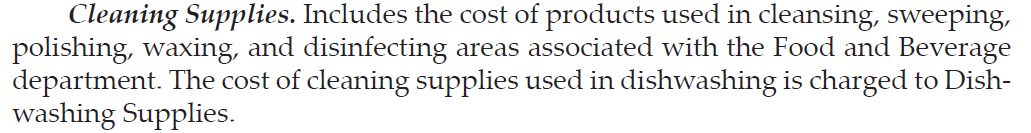 Cleaning Supplies. Includes the cost of products used in cleansing, sweeping,
polishing, waxing, and disinfecting areas associated with the Food and Beverage
department. The cost of cleaning supplies used in dishwashing is charged to Dish-
washing Supplies.